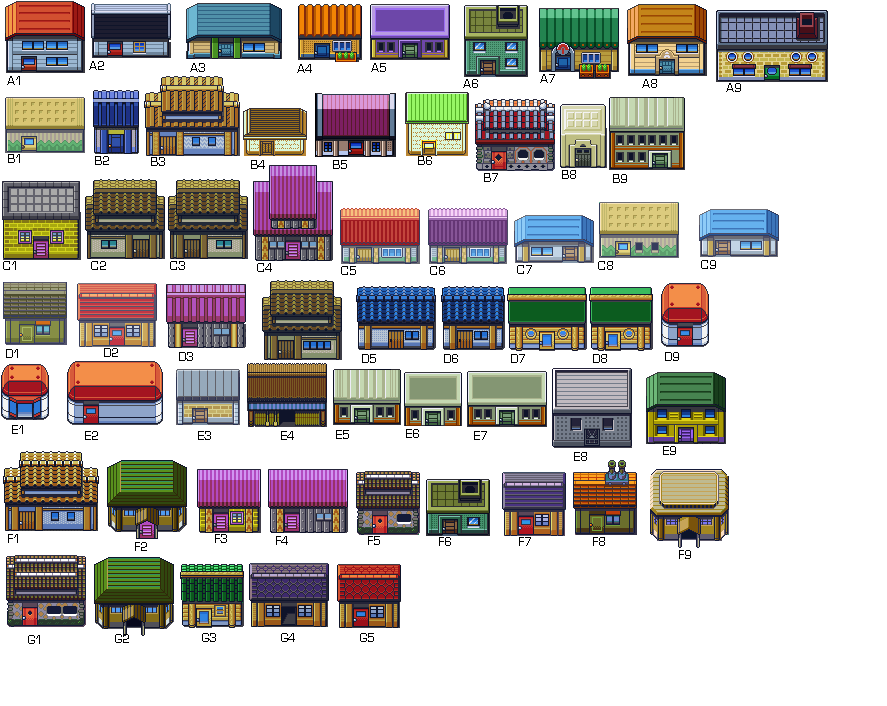 A1 A2 A3 A4 A5 A6 A7 A8 A9
B1 B2 B3 B4 B5 B6 B7 B8 B9
C1 C2 C3 C4 C5 C6 C7 C8 C9
D1 D2 D3 D5 D6 D7 D8 D9
E1 E2 E3 E4 E5 E6 E7 E8 E9
F1 F2 F3 F4 F5 F6 F7 F8 F9
G1 G2 G3 G4 G5